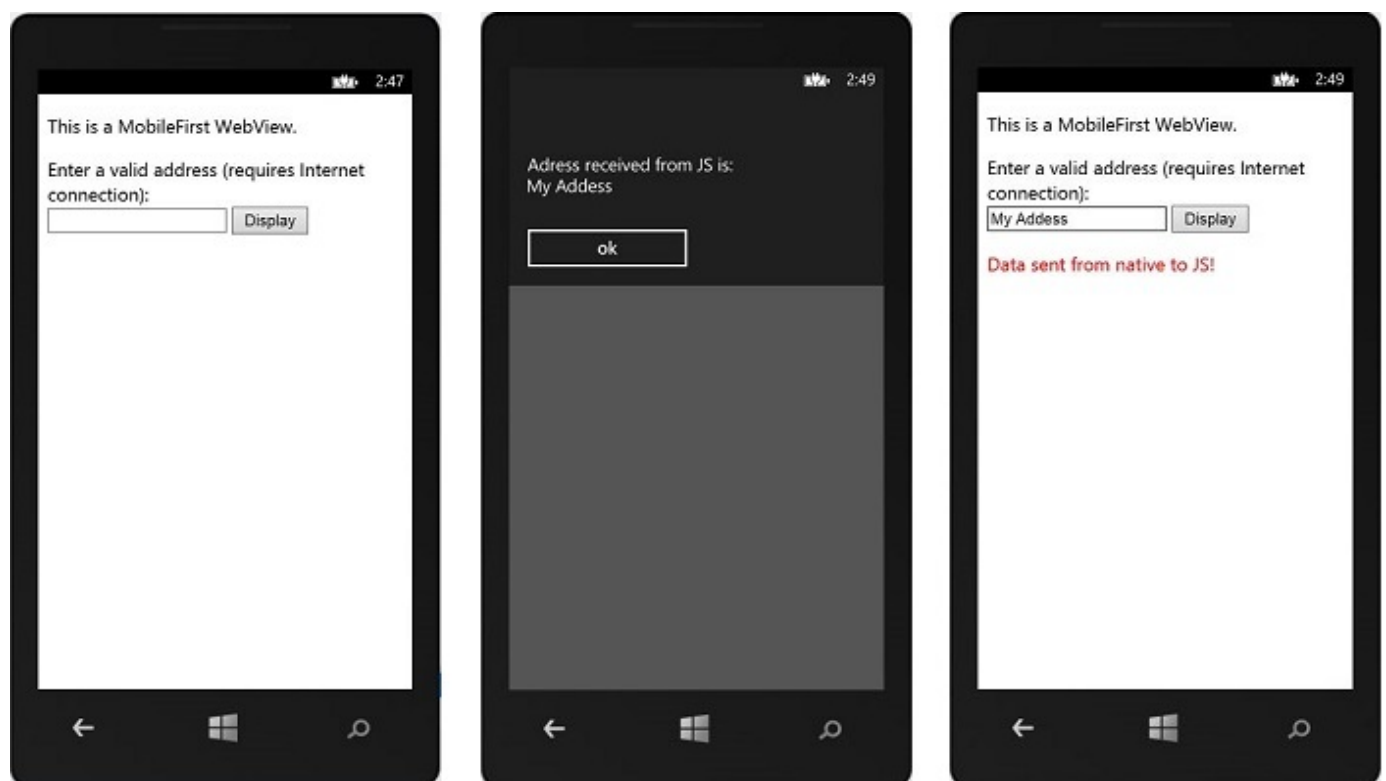 2:47
This is a MobileFirst WebView.
Enter a valid address (requires Internet
connection):
Display
2:49
Adress received from JS is:
My Addess
ok
2:49
This is a MobileFirst WebView.
Enter a valid address (requires Internet
connection):
My Addess Display
Data sent from native to JS!